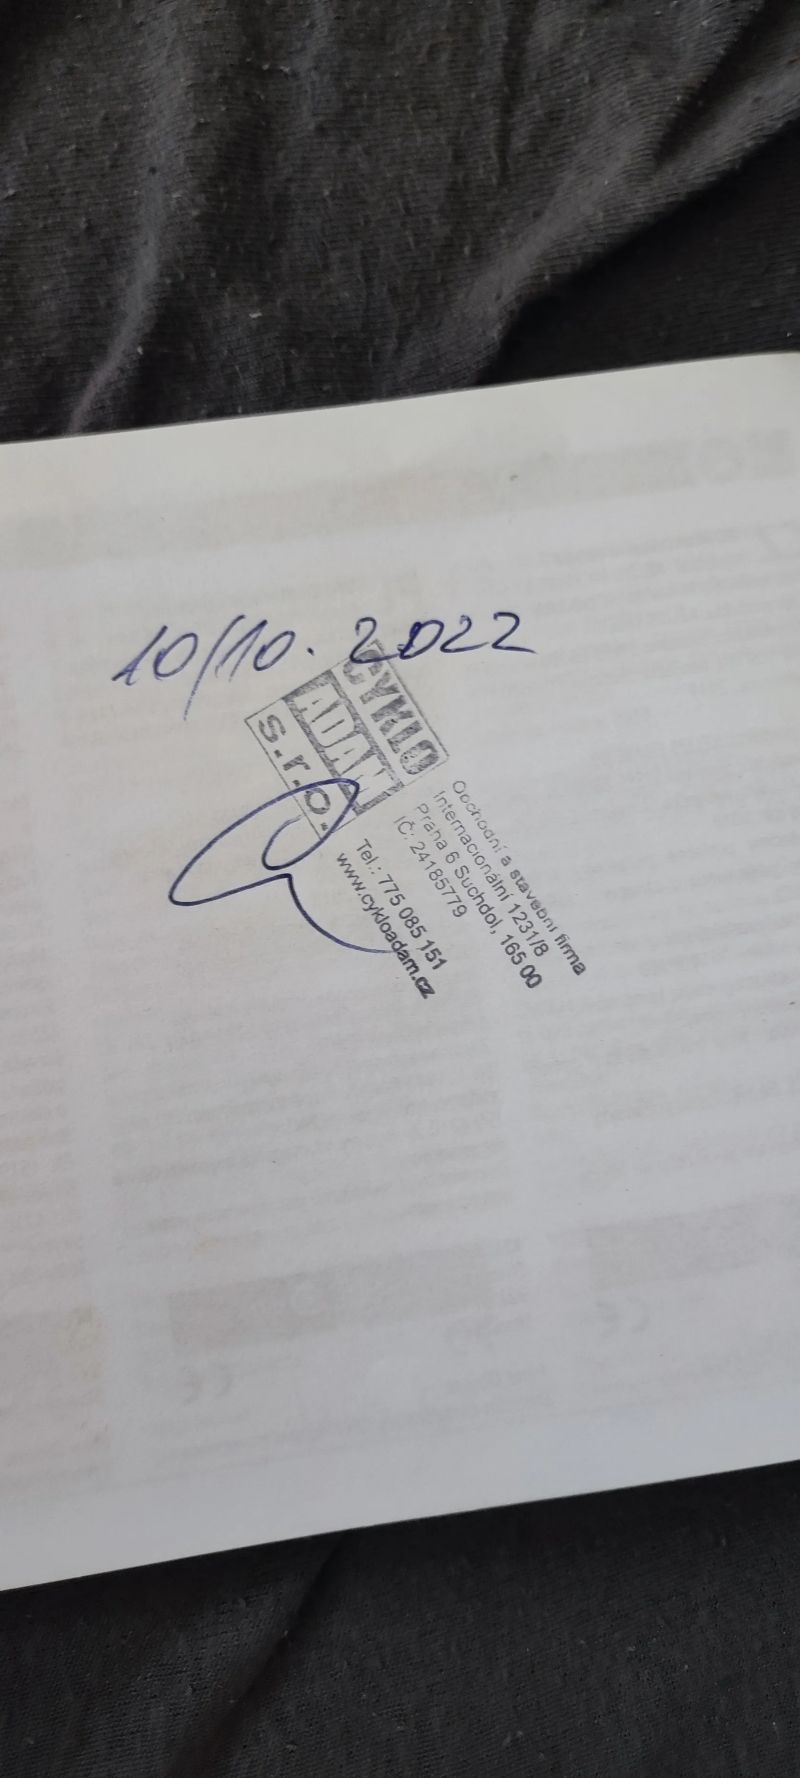 10/10. 2022
CYKLO
ADAM
s.r.o.
Obchodní a stavební firma
Internacionální 1231/8
Praha 6 Suchdol, 165 00
IČ: 24185779
Tel.: 775 085 151
www.cykloadam.cz